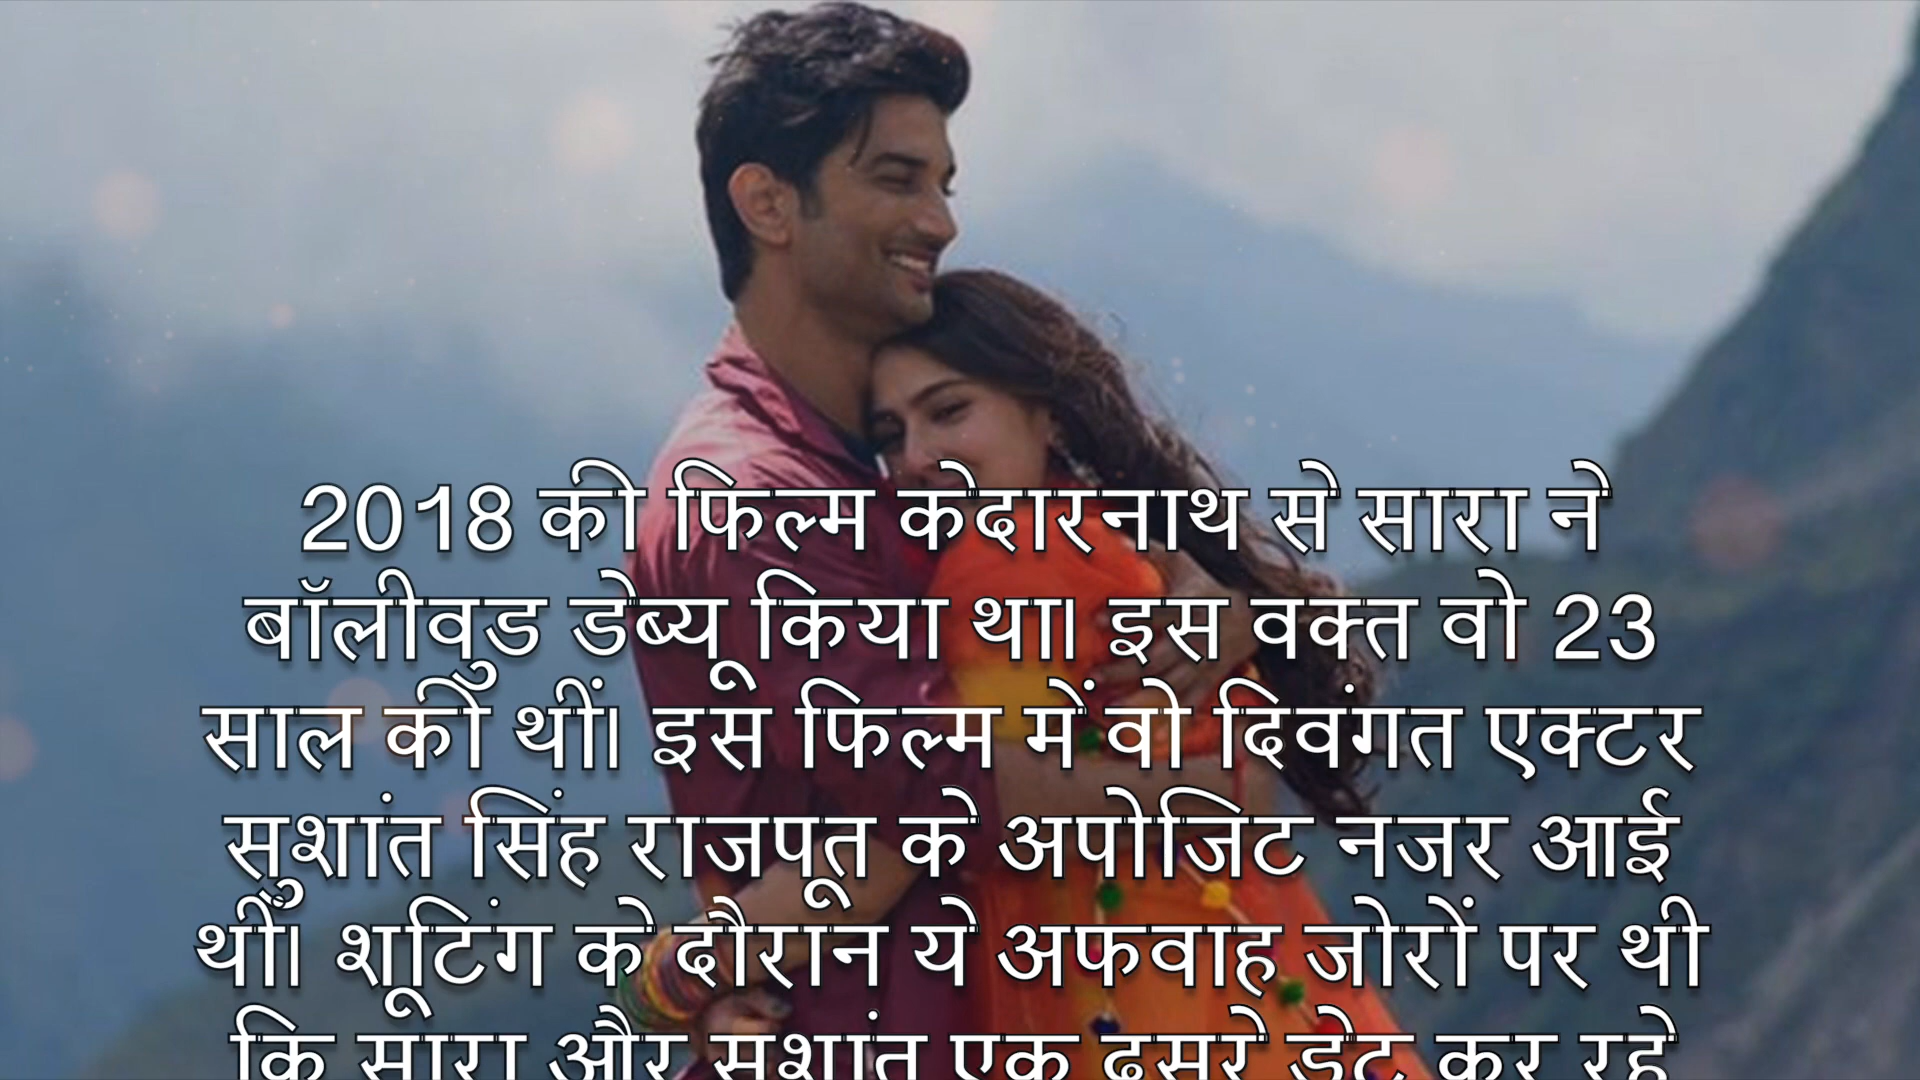 2018 की फिल्म केदारनाथ से सारा ने
बॉलीवुड डेब्यू किया था। इस वक्त वो 23
साल की थीं। इस फिल्म में वो दिवंगत एक्टर
सुशांत सिंह राजपूत के अपोजिट नजर आई
थीं। शूटिंग के दौरान ये अफवाह जोरों पर थी
कि सारा और सुशांत एक दूसरे डेट कर रहे